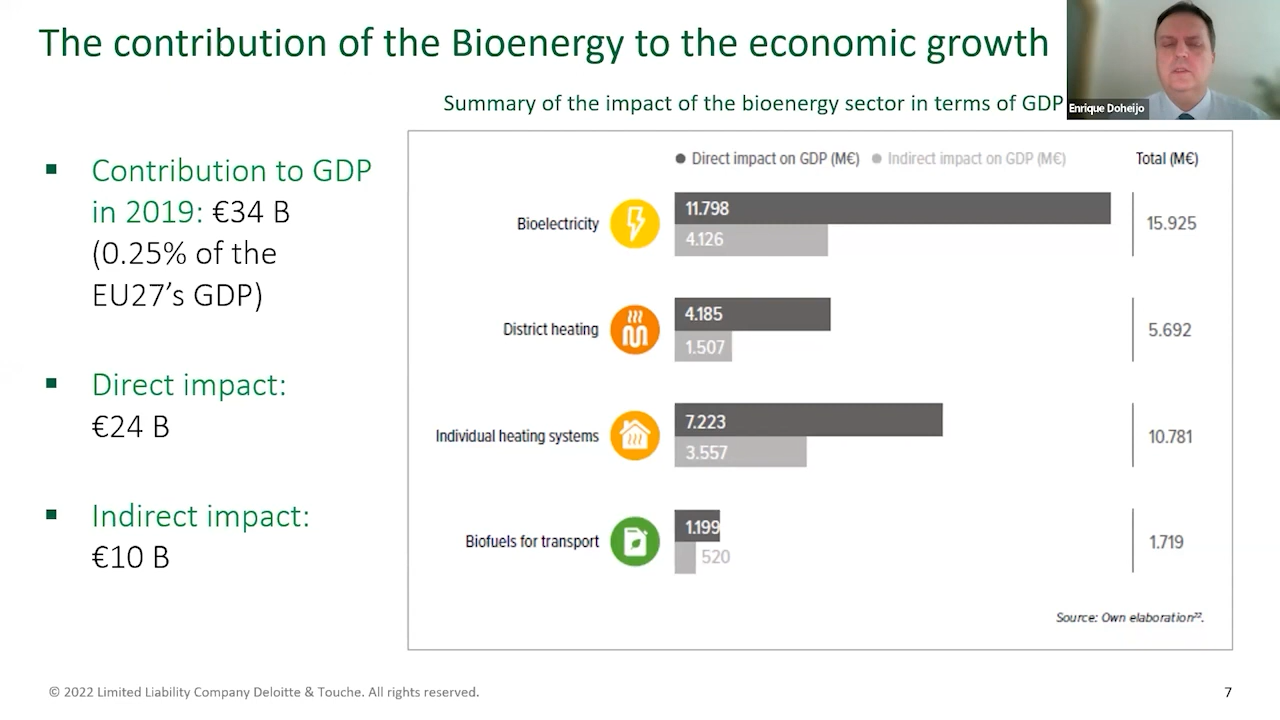 The contribution of the Bioenergy to the economic growth
Enrique Doheijo
Summary of the impact of the bioenergy sector in terms of GDP
▪ Contribution to GDP
in 2019: €34 B
(0.25% of the
EU27’s GDP)
▪ Direct impact:
€24 B
▪ Indirect impact:
€10 B
Direct impact on GDP (M€) Indirect impact on GDP (M€) Total (M€)
Bioelectricity
11.798
4.126
15.925
District heating
4.185
1.507
5.692
Individual heating systems
7.223
3.557
10.781
Biofuels for transport
1.199
520
1.719
Source: Own elaboration²².
© 2022 Limited Liability Company Deloitte & Touche. All rights reserved.
7